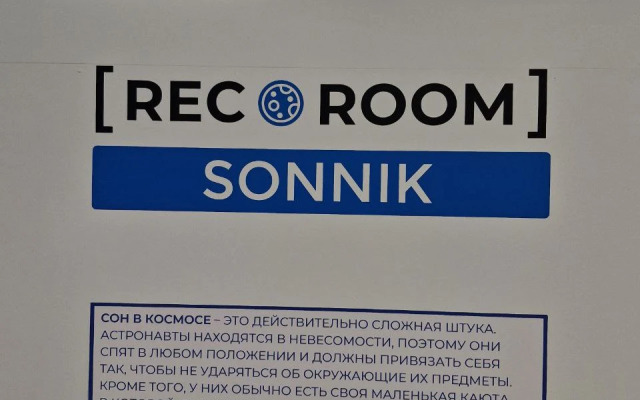 [REC ROOM]
SONNIK
СОН В КОСМОСЕ – ЭТО ДЕЙСТВИТЕЛЬНО СЛОЖНАЯ ШТУКА.
АСТРОНАВТЫ НАХОДЯТСЯ В НЕВЕСОМОСТИ, ПОЭТОМУ ОНИ
СПЯТ В ЛЮБОМ ПОЛОЖЕНИИ И ДОЛЖНЫ ПРИВЯЗАТЬ СЕБЯ
ТАК, ЧТОБЫ НЕ УДАРЯТЬСЯ ОБ ОКРУЖАЮЩИЕ ИХ ПРЕДМЕТЫ.
КРОМЕ ТОГО, У НИХ ОБЫЧНО ЕСТЬ СВОЯ МАЛЕНЬКАЯ КАЮТА,